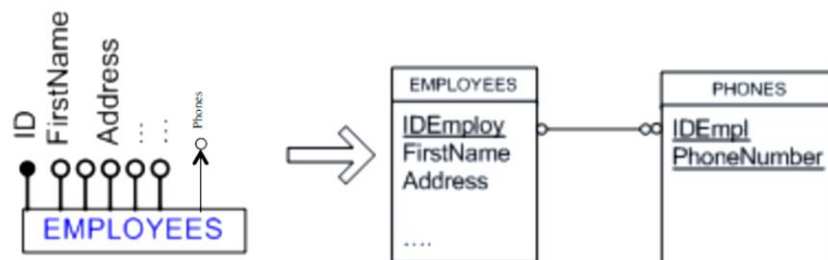 ID
FirstName
Address
....
....
Phones
EMPLOYEES
EMPLOYEES
IDEmploy
FirstName
Address
....
PHONES
IDEmpl
PhoneNumber